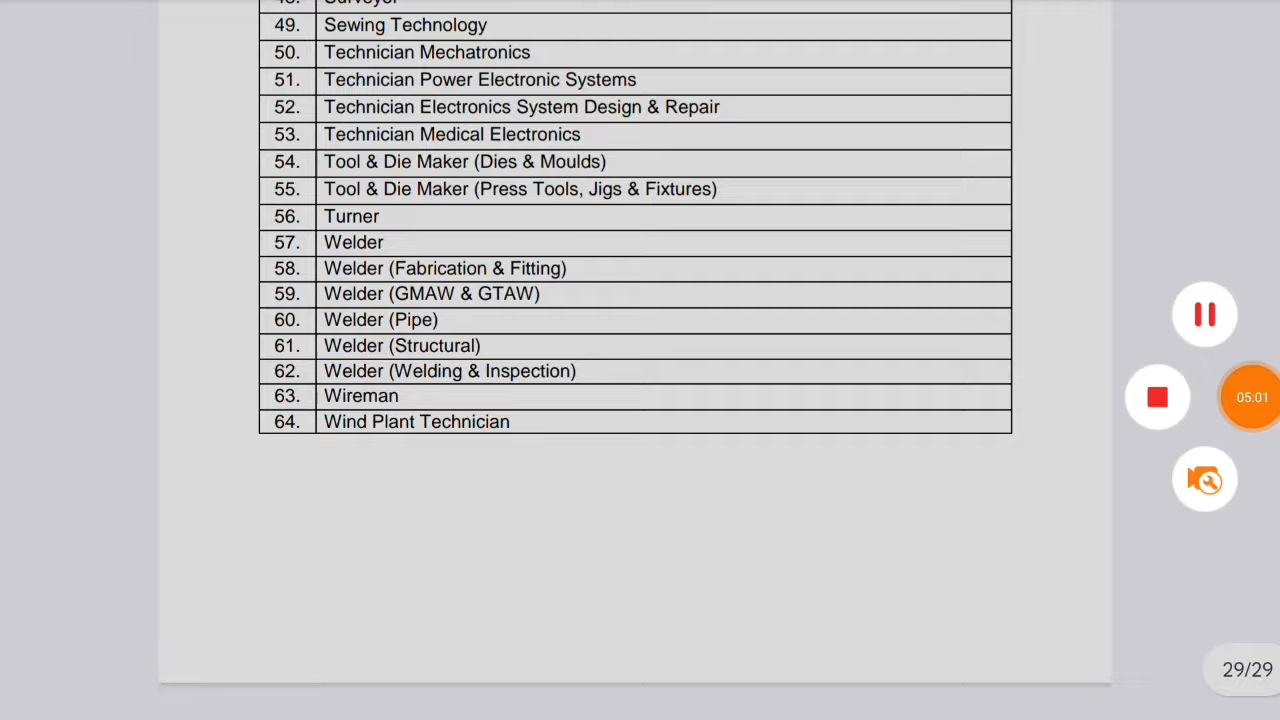 48. Surveyor
49. Sewing Technology
50. Technician Mechatronics
51. Technician Power Electronic Systems
52. Technician Electronics System Design & Repair
53. Technician Medical Electronics
54. Tool & Die Maker (Dies & Moulds)
55. Tool & Die Maker (Press Tools, Jigs & Fixtures)
56. Turner
57. Welder
58. Welder (Fabrication & Fitting)
59. Welder (GMAW & GTAW)
60. Welder (Pipe)
61. Welder (Structural)
62. Welder (Welding & Inspection)
63. Wireman
64. Wind Plant Technician
05:01
29/29